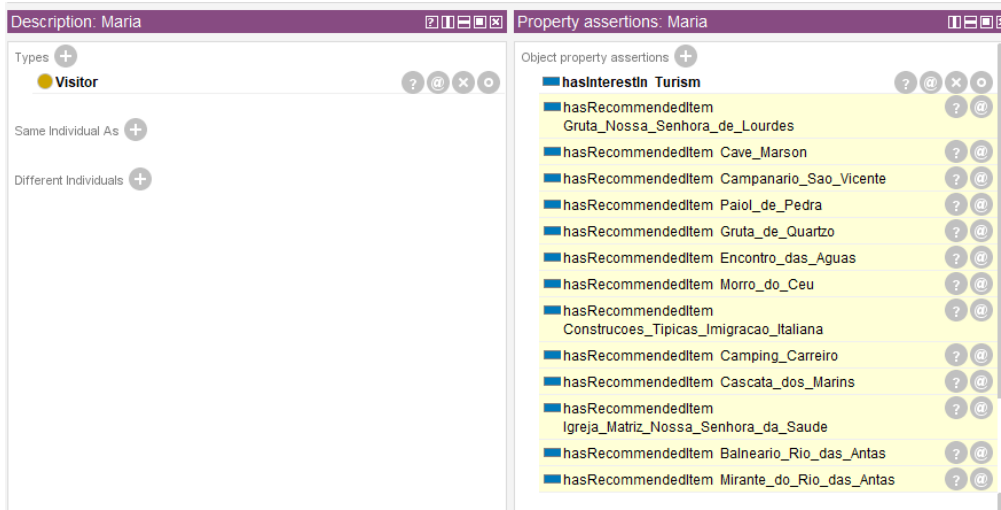 Description: Maria
Types
Visitor
Same Individual As
Different Individuals
Property assertions: Maria
Object property assertions
hasInterestIn Turism
hasRecommendedItem
Gruta_Nossa_Senhora_de_Lourdes
hasRecommendedItem Cave_Marson
hasRecommendedItem Campanario_Sao_Vicente
hasRecommendedItem Paiol_de_Pedra
hasRecommendedItem Gruta_de_Quartzo
hasRecommendedItem Encontro_das_Aguas
hasRecommendedItem Morro_do_Ceu
hasRecommendedItem
Construcoes_Tipicas_Imigracao_Italiana
hasRecommendedItem Camping_Carreiro
hasRecommendedItem Cascata_dos_Marins
hasRecommendedItem
Igreja_Matriz_Nossa_Senhora_da_Saude
hasRecommendedItem Balneario_Rio_das_Antas
hasRecommendedItem Mirante_do_Rio_das_Antas